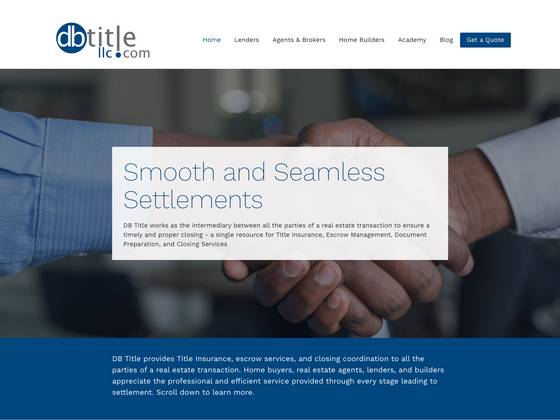 dbtitle
llc.com
Home Lenders Agents & Brokers Home Builders Academy Blog Get a Quote
Smooth and Seamless
Settlements
DB Title works as the intermediary between all the parties of a real estate transaction to ensure a
timely and proper closing – a single resource for Title Insurance, Escrow Management, Document
Preparation, and Closing Services
DB Title provides Title Insurance, escrow services, and closing coordination to all the
parties of a real estate transaction. Home buyers, real estate agents, lenders, and builders
appreciate the professional and efficient service provided through every stage leading to
settlement. Scroll down to learn more.